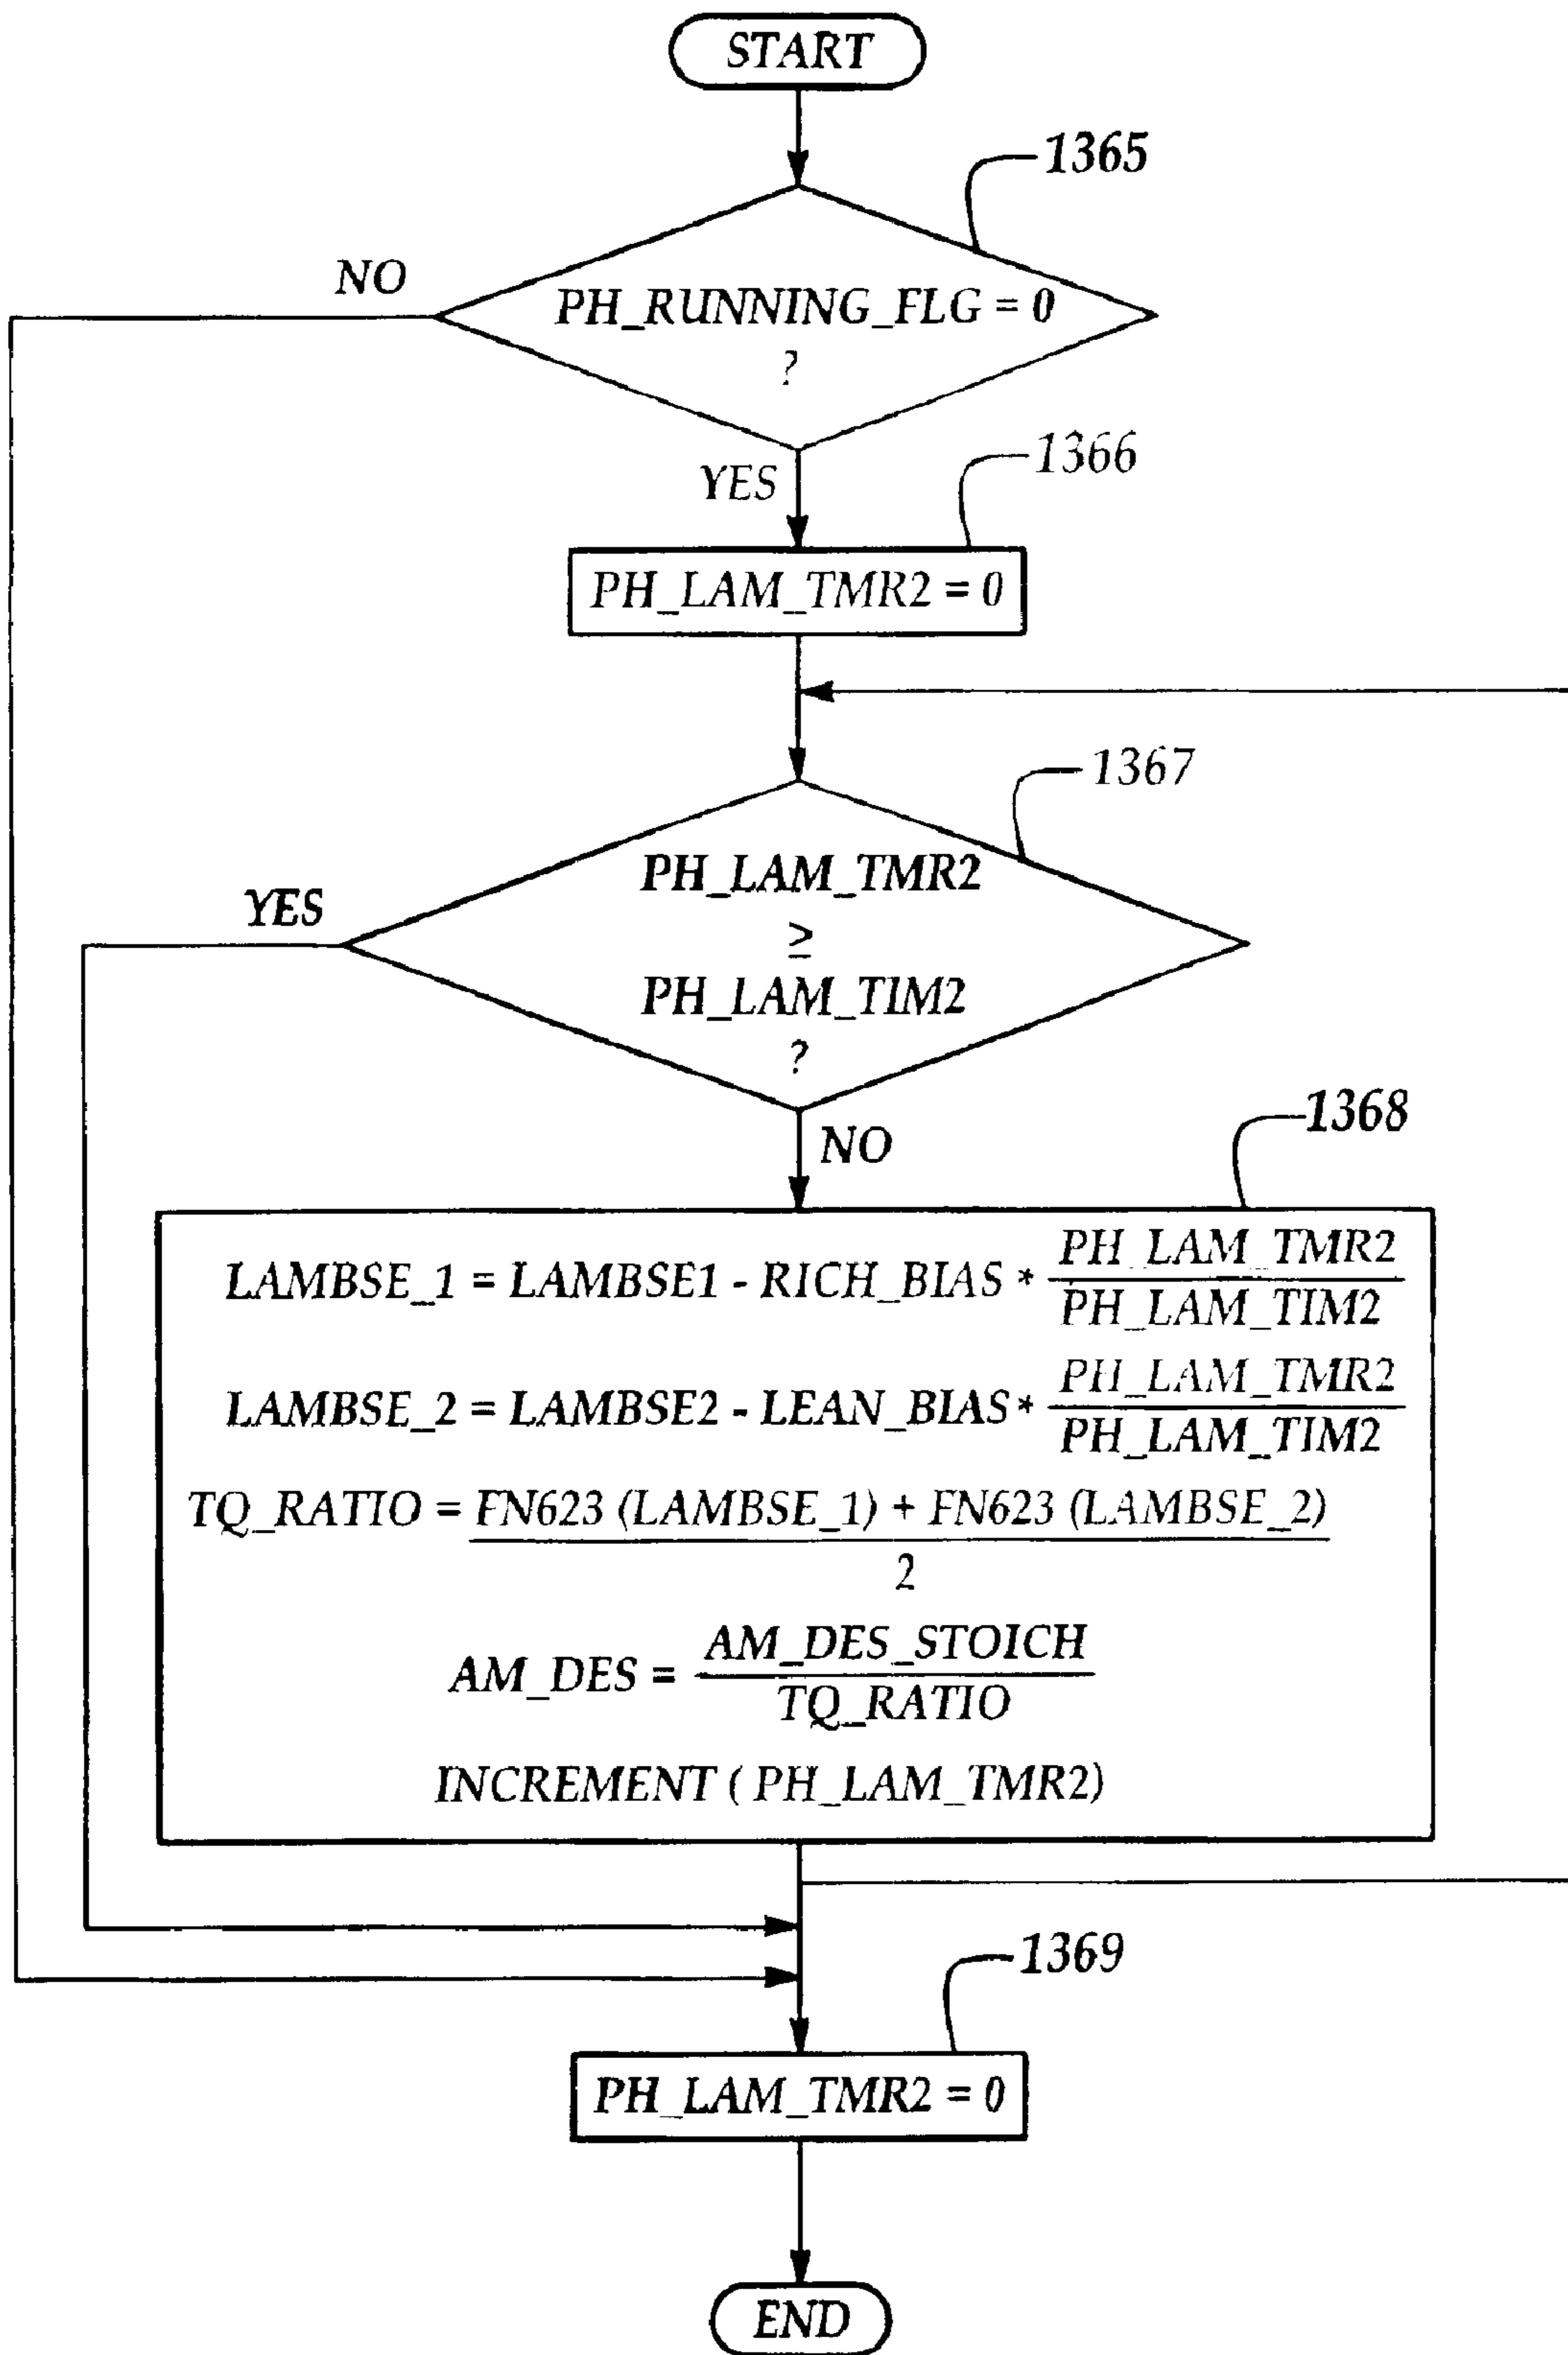 START
1365
NO
PH_RUNNING_FLG = 0
?
1366
YES
PH_LAM_TMR2 = 0
1367
PH_LAM_TMR2
≥
PH_LAM_TIM2
?
YES
1368
NO
LAMBSE_1 = LAMBSE1 - RICH_BIAS * PH_LAM_TMR2
PH_LAM_TIM2
LAMBSE_2 = LAMBSE2 - LEAN_BIAS * PH_LAM_TMR2
PH_LAM_TIM2
TQ_RATIO = FN623 (LAMBSE_1) + FN623 (LAMBSE_2)
2
AM_DES = AM_DES_STOICH
TQ_RATIO
INCREMENT ( PH_LAM_TMR2)
1369
PH_LAM_TMR2 = 0
END